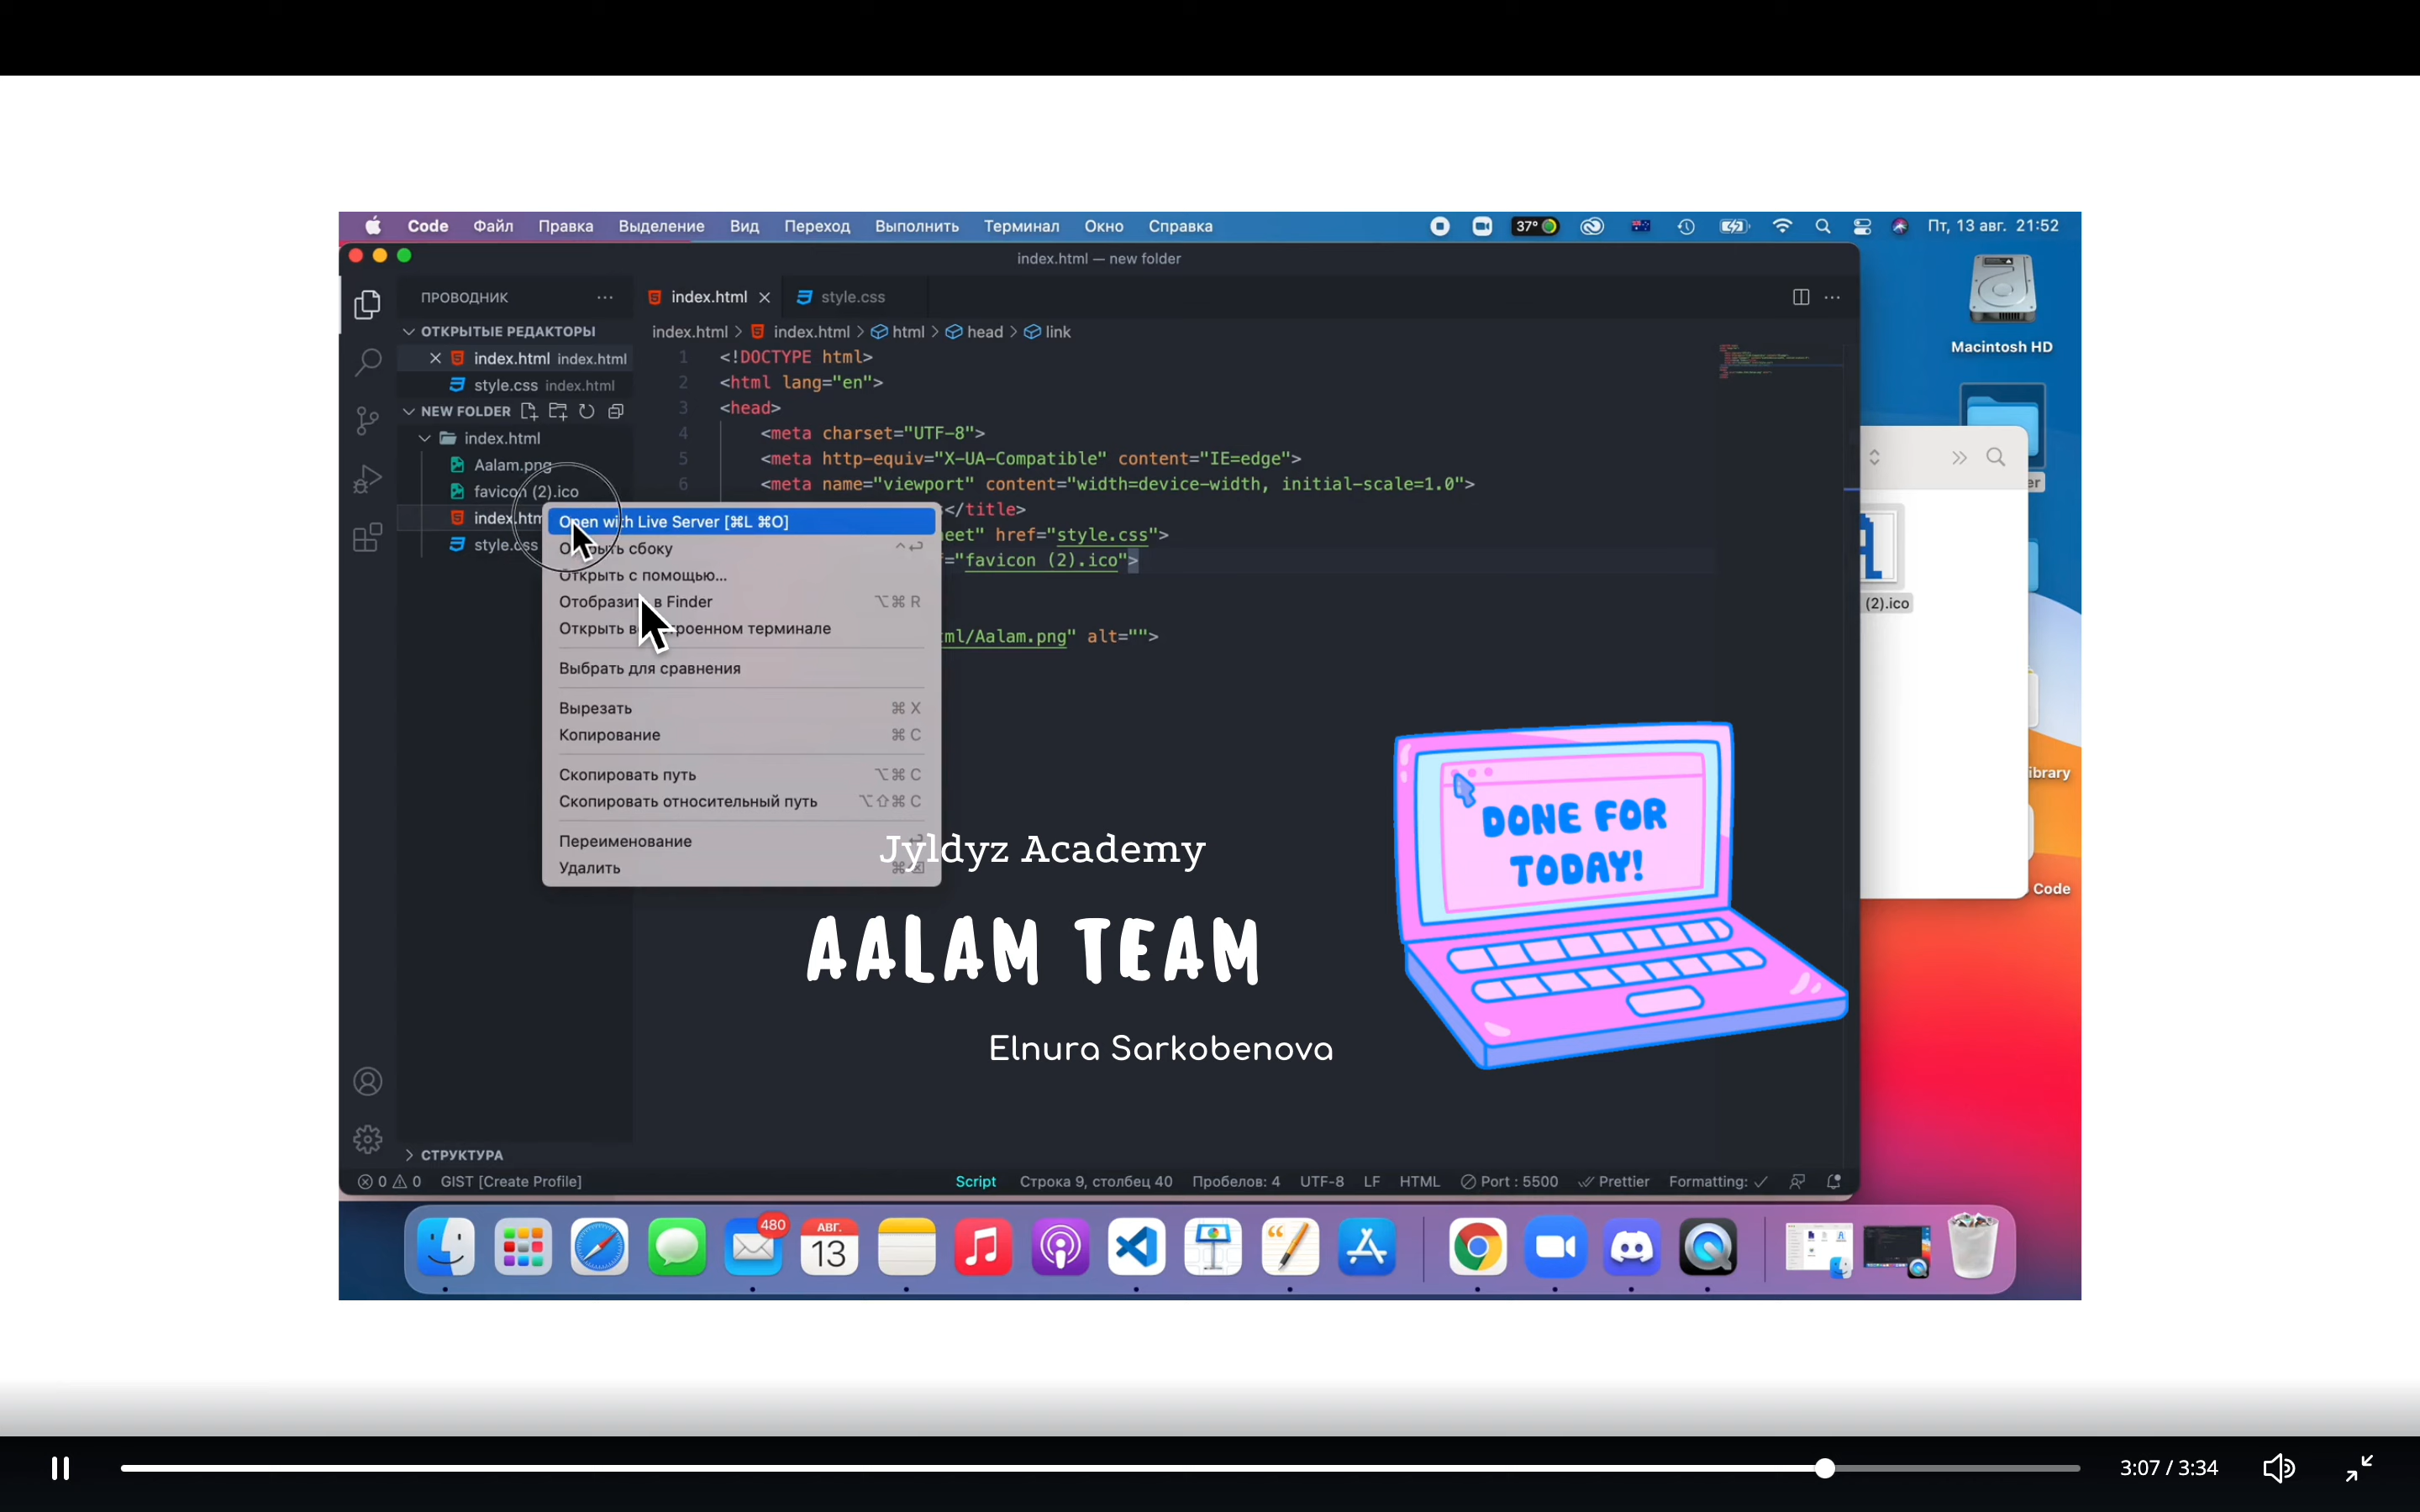 Code Файл Правка Выделение Вид Переход Выполнить Терминал Окно Справка 37° Пт, 13 авг. 21:52
index.html — new folder
ПРОВОДНИК
index.html style.css
ОТКРЫТЫЕ РЕДАКТОРЫ
index.html > index.html > html > head > link
index.html index.html
style.css index.html
NEW FOLDER
index.html
Aalam.png
favicon (2).ico
index.htm
style.css
1 <!DOCTYPE html>
2 <html lang="en">
3 <head>
4 <meta charset="UTF-8">
5 <meta http-equiv="X-UA-Compatible" content="IE=edge">
6 <meta name="viewport" content="width=device-width, initial-scale=1.0">
</title>
href="style.css">
="favicon (2).ico">
ml/Aalam.png" alt="">
Open with Live Server [⌘L ⌘O]
Открыть сбоку ^↩
Открыть с помощью...
Отобразить в Finder ⌥⌘ R
Открыть встроенном терминале
Выбрать для сравнения
Вырезать ⌘ X
Копирование ⌘ C
Скопировать путь ⌥⌘ C
Скопировать относительный путь ⌥⇧⌘ C
Переименование
Удалить
Jyldyz Academy
AALAM TEAM
Elnura Sarkobenova
DONE FOR
TODAY!
Macintosh HD
(2).ico
Code
СТРУКТУРА
0 0 GIST [Create Profile] Script Строка 9, столбец 40 Пробелов: 4 UTF-8 LF HTML Port : 5500 Prettier Formatting: ✓
480
АВГ.
13
3:07 / 3:34